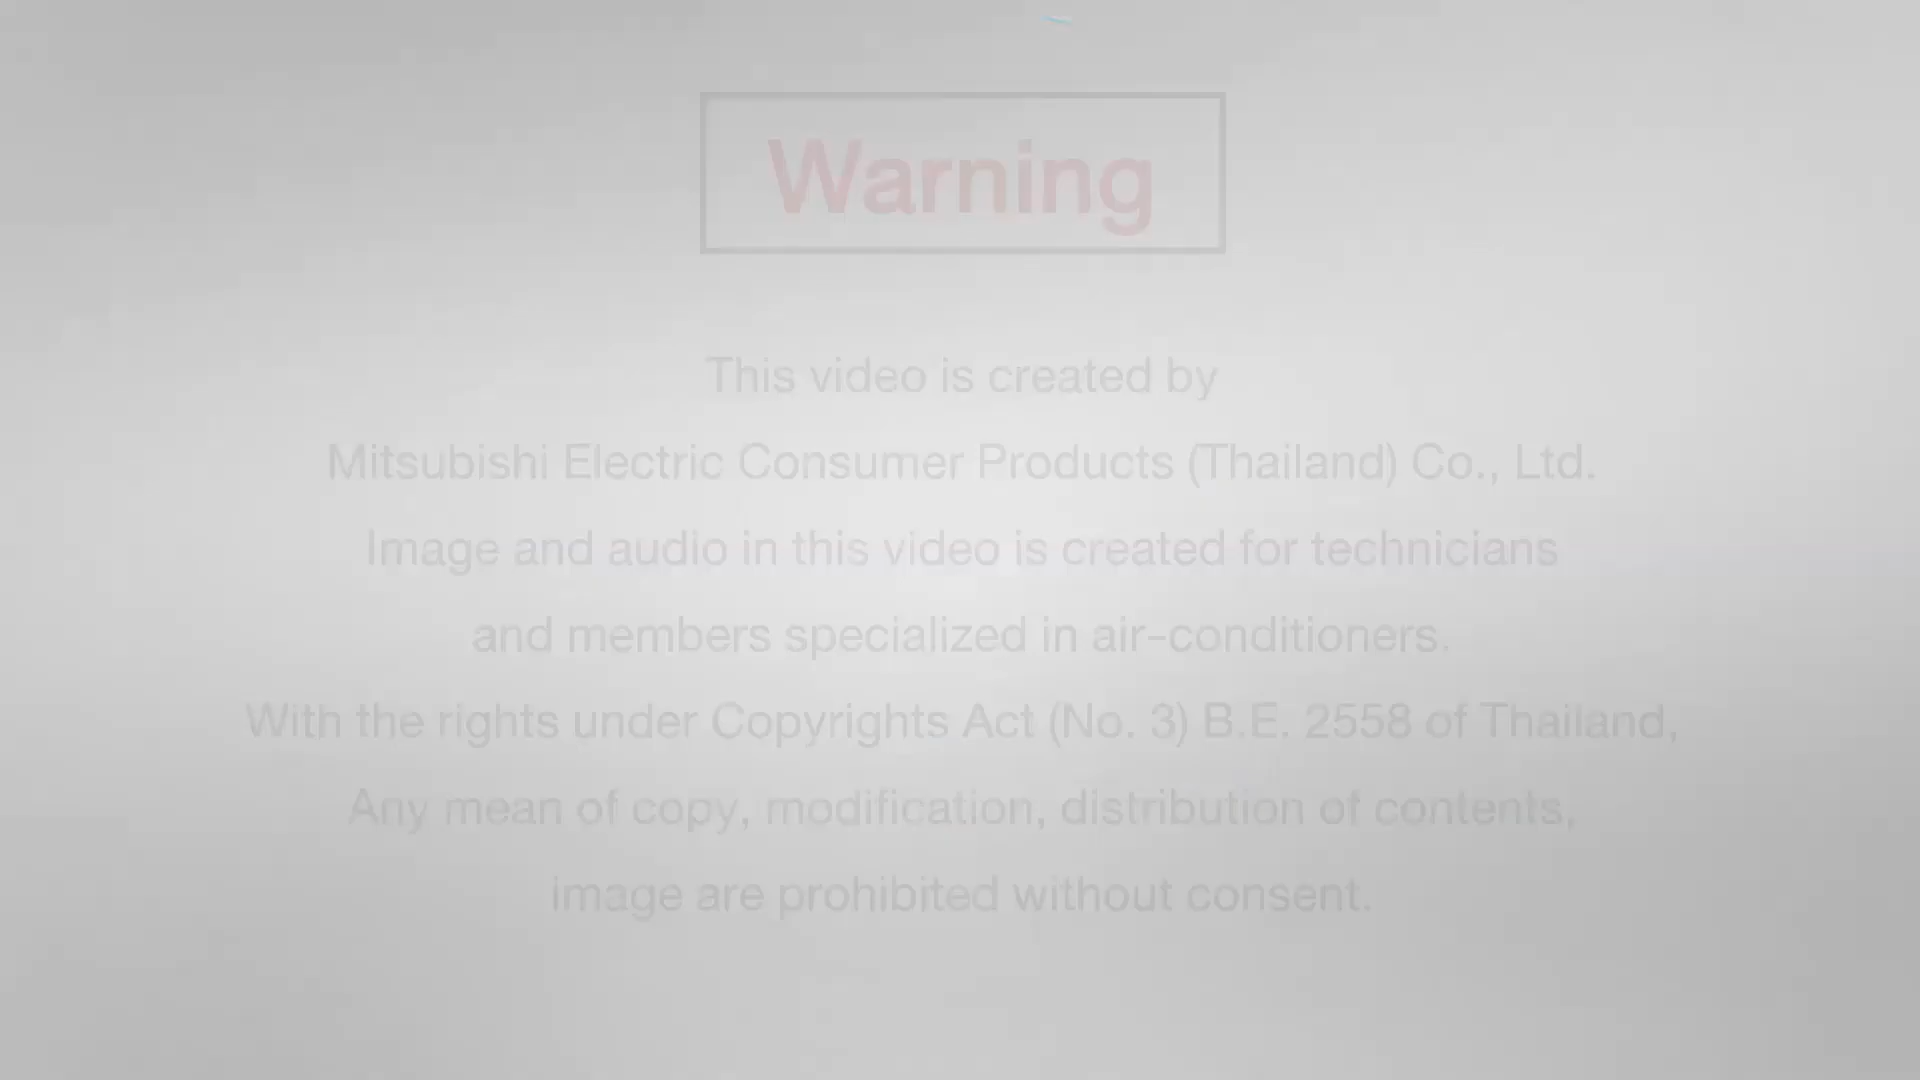 Warning
This video is created by
Mitsubishi Electric Consumer Products (Thailand) Co., Ltd.
Image and audio in this video is created for technicians
and members specialized in air-conditioners.
With the rights under Copyrights Act (No. 3) B.E. 2558 of Thailand,
Any mean of copy, modification, distribution of contents,
image are prohibited without consent.